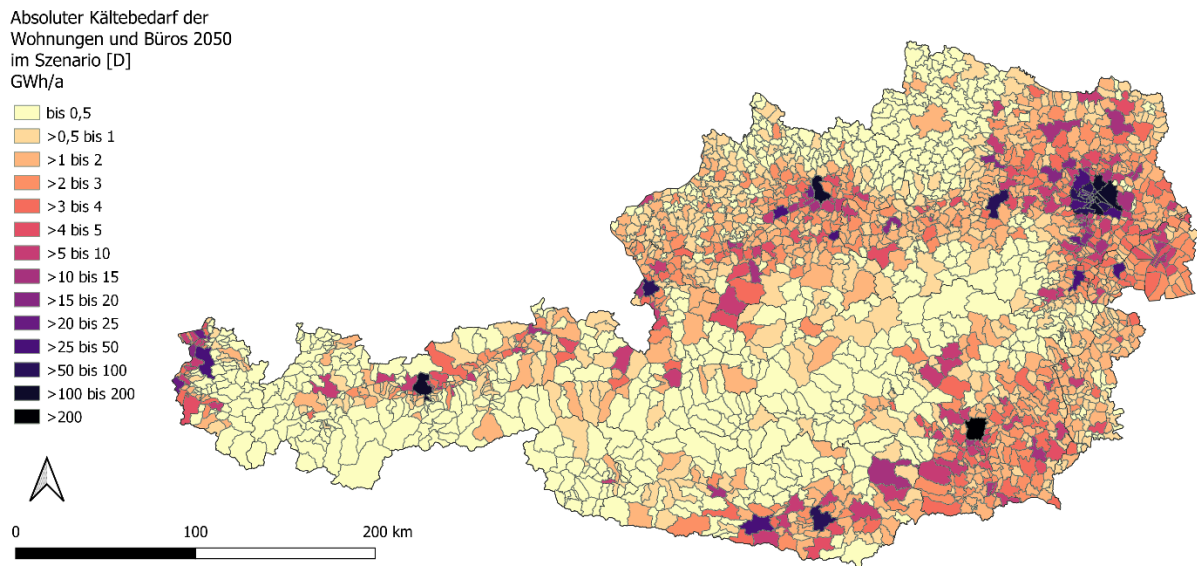 Absoluter Kältebedarf der
Wohnungen und Büros 2050
im Szenario [D]
GWh/a
bis 0,5
>0,5 bis 1
>1 bis 2
>2 bis 3
>3 bis 4
>4 bis 5
>5 bis 10
>10 bis 15
>15 bis 20
>20 bis 25
>25 bis 50
>50 bis 100
>100 bis 200
>200
0 100 200 km